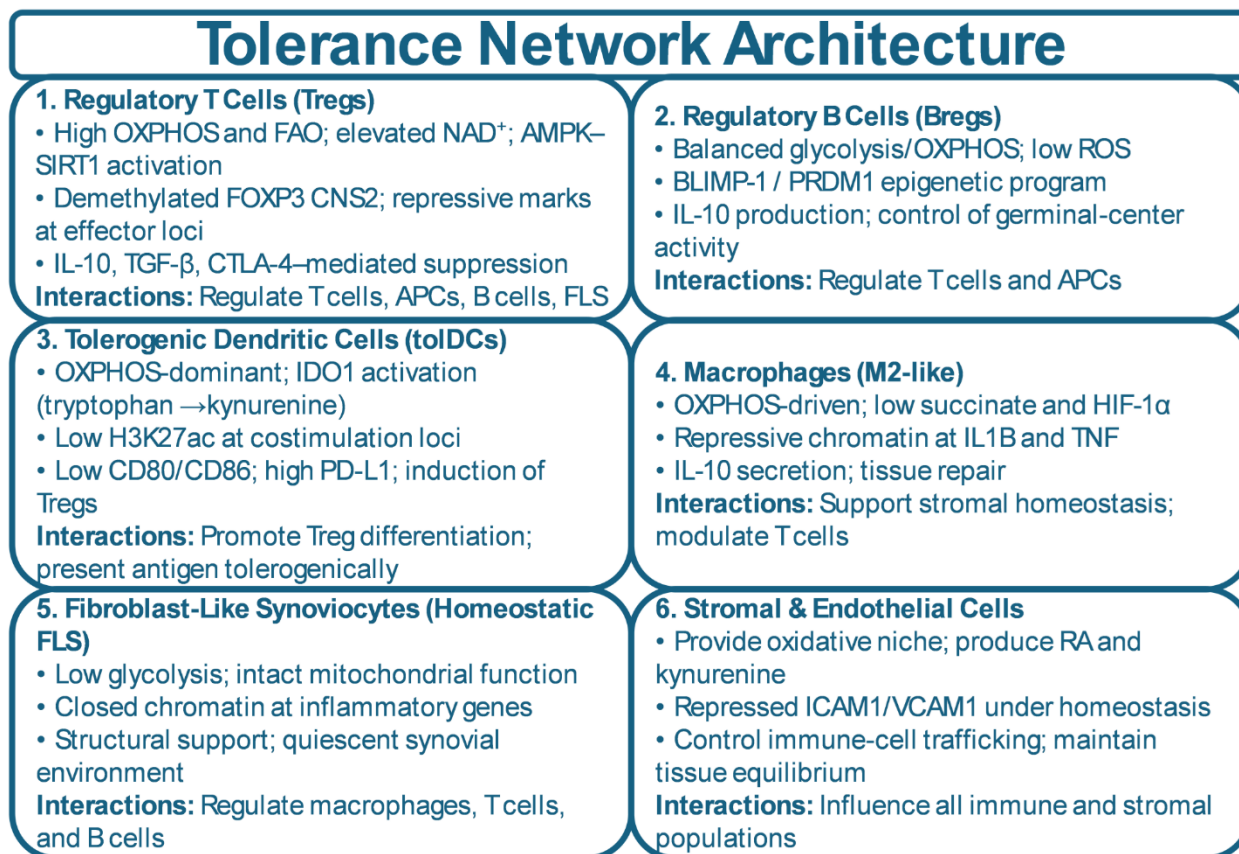 Tolerance Network Architecture
1. Regulatory T Cells (Tregs)
• High OXPHOS and FAO; elevated NAD⁺; AMPK–
SIRT1 activation
• Demethylated FOXP3 CNS2; repressive marks
at effector loci
• IL-10, TGF-β, CTLA-4–mediated suppression
Interactions: Regulate T cells, APCs, B cells, FLS
2. Regulatory B Cells (Bregs)
• Balanced glycolysis/OXPHOS; low ROS
• BLIMP-1 / PRDM1 epigenetic program
• IL-10 production; control of germinal-center
activity
Interactions: Regulate T cells and APCs
3. Tolerogenic Dendritic Cells (tolDCs)
• OXPHOS-dominant; IDO1 activation
(tryptophan →kynurenine)
• Low H3K27ac at costimulation loci
• Low CD80/CD86; high PD-L1; induction of
Tregs
Interactions: Promote Treg differentiation;
present antigen tolerogenically
4. Macrophages (M2-like)
• OXPHOS-driven; low succinate and HIF-1α
• Repressive chromatin at IL1B and TNF
• IL-10 secretion; tissue repair
Interactions: Support stromal homeostasis;
modulate T cells
5. Fibroblast-Like Synoviocytes (Homeostatic
FLS)
• Low glycolysis; intact mitochondrial function
• Closed chromatin at inflammatory genes
• Structural support; quiescent synovial
environment
Interactions: Regulate macrophages, T cells,
and B cells
6. Stromal & Endothelial Cells
• Provide oxidative niche; produce RA and
kynurenine
• Repressed ICAM1/VCAM1 under homeostasis
• Control immune-cell trafficking; maintain
tissue equilibrium
Interactions: Influence all immune and stromal
populations